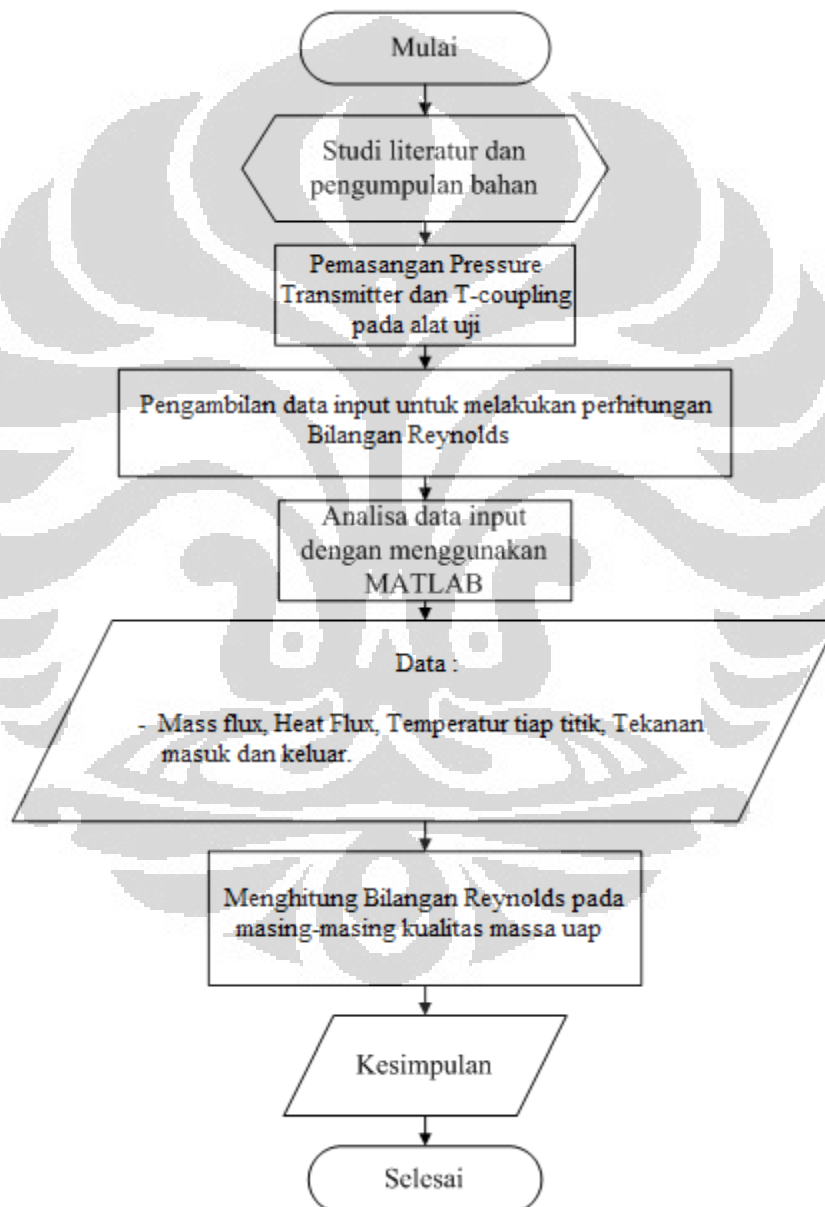 Mulai
Studi literatur dan
pengumpulan bahan
Pemasangan Pressure
Transmitter dan T-coupling
pada alat uji
Pengambilan data input untuk melakukan perhitungan
Bilangan Reynolds
Analisa data input
dengan menggunakan
MATLAB
Data :
- Mass flux, Heat Flux, Temperatur tiap titik, Tekanan
masuk dan keluar.
Menghitung Bilangan Reynolds pada
masing-masing kualitas massa uap
Kesimpulan
Selesai